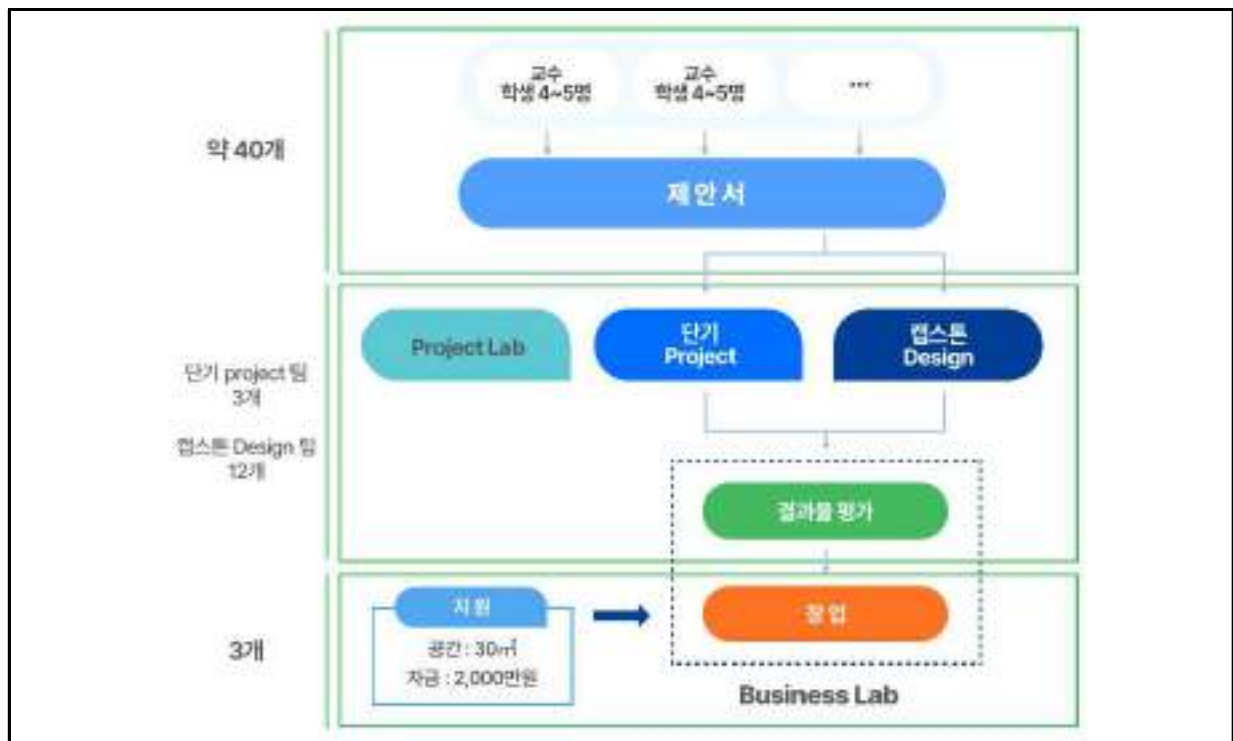 교수
학생 4~5명
교수
학생 4~5명
...
약 40개
제 안 서
Project Lab
단기
Project
캡스톤
Design
단기 project 팀
3개
캡스톤 Design 팀
12개
결과물 평가
지 원
공간 : 30㎡
자금 : 2,000만원
창 업
3개
Business Lab